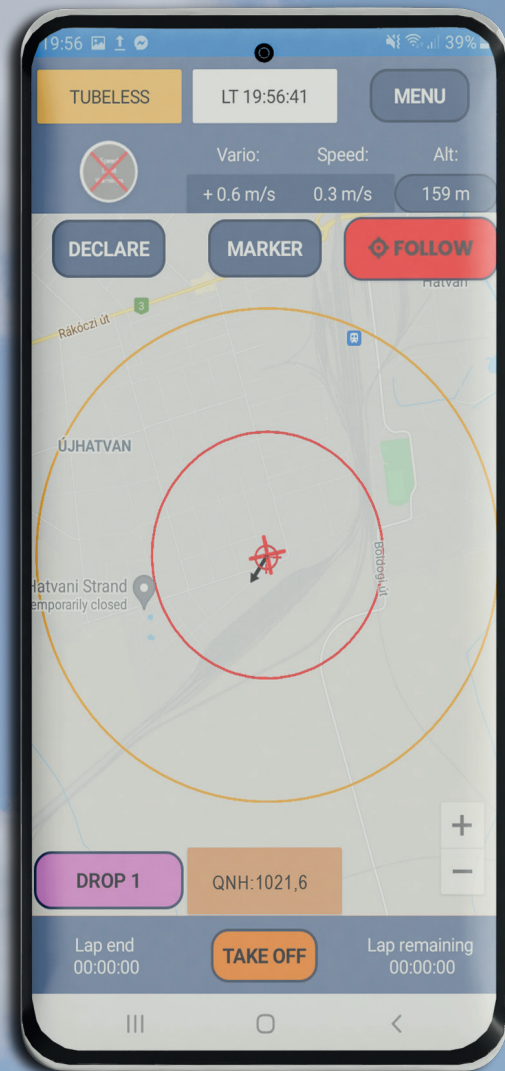 19:56
39%
TUBELESS
LT 19:56:41
MENU
Vario:
Speed:
Alt:
+ 0.6 m/s
0.3 m/s
159 m
DECLARE
MARKER
FOLLOW
Hatvan
3
Rákóczi út
ÚJHATVAN
Boldogi út
Hatvani Strand
emporarily closed
+
−
DROP 1
QNH:1021,6
Lap end
00:00:00
TAKE OFF
Lap remaining
00:00:00